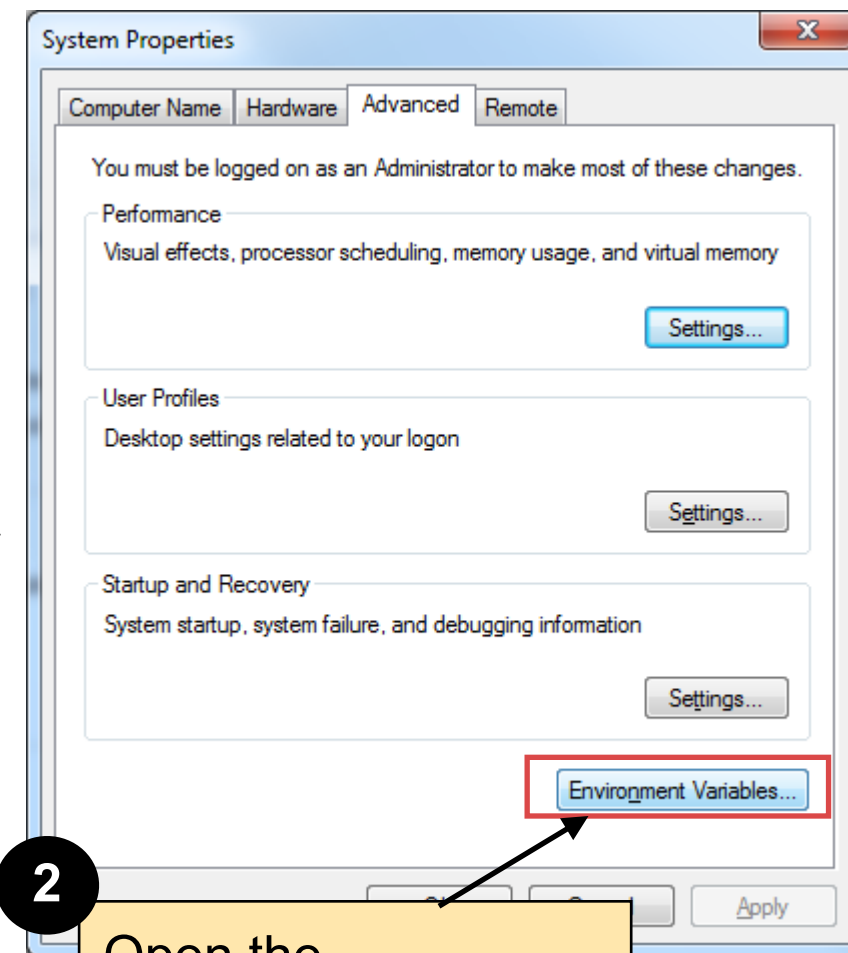 System Properties
Computer Name Hardware Advanced Remote
You must be logged on as an Administrator to make most of these changes.
Performance
Visual effects, processor scheduling, memory usage, and virtual memory
Settings...
User Profiles
Desktop settings related to your logon
Settings...
Startup and Recovery
System startup, system failure, and debugging information
Settings...
Environment Variables...
2
Apply
Open the